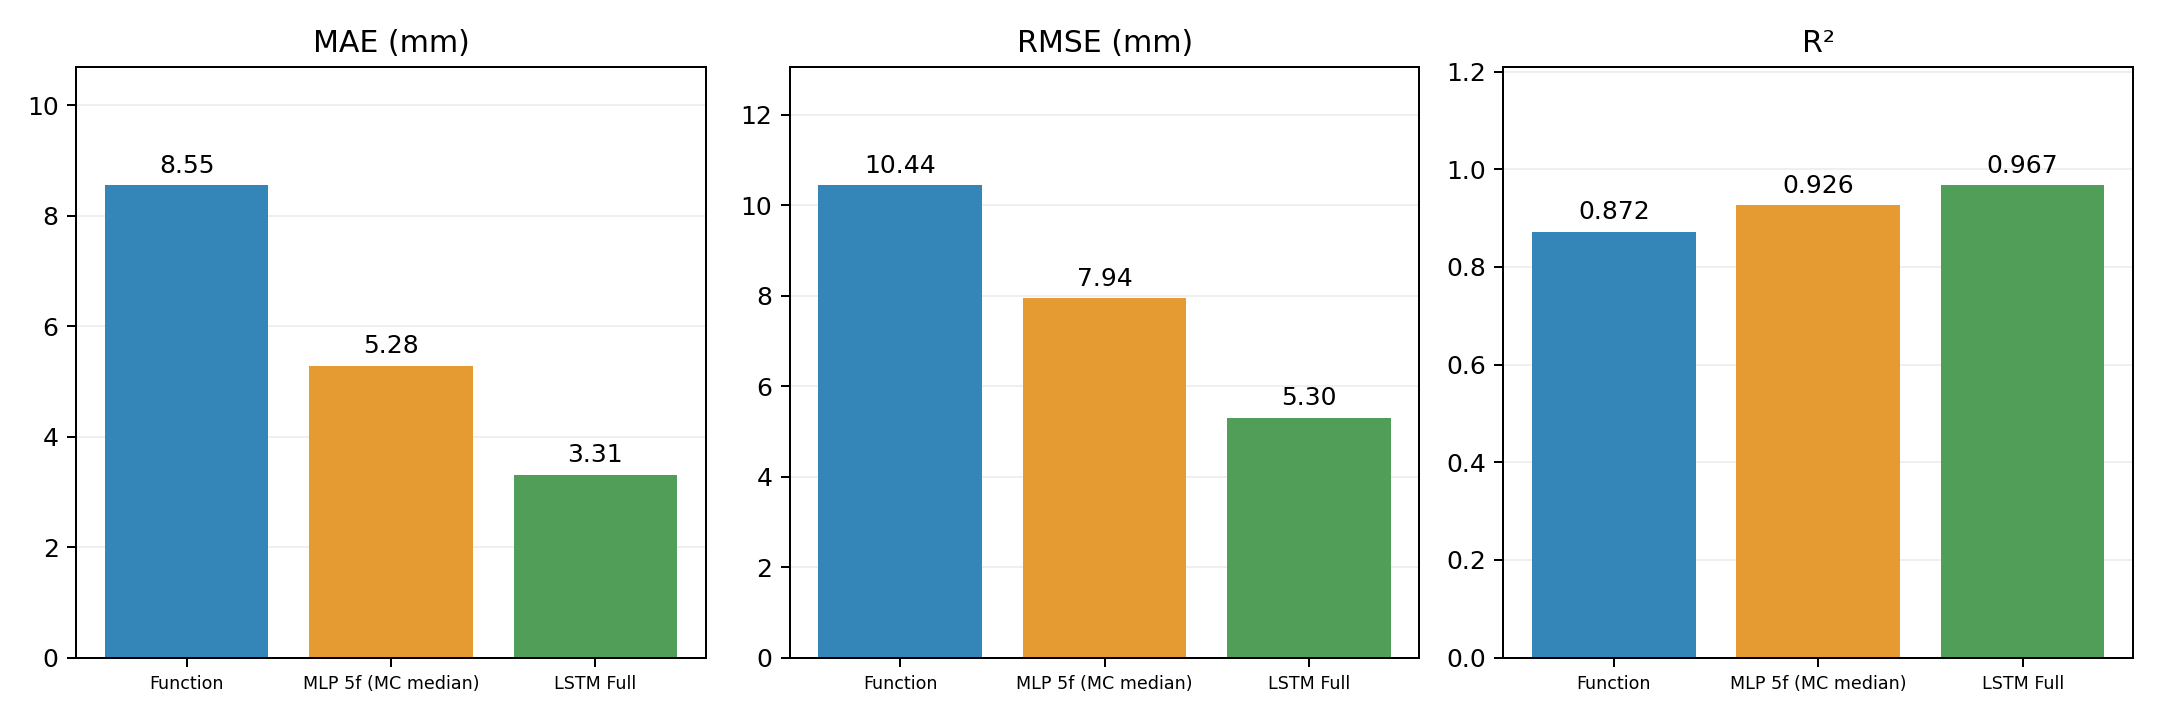 MAE (mm)
10
8
6
4
2
0
8.55
5.28
3.31
Function
MLP 5f (MC median)
LSTM Full
RMSE (mm)
12
10
8
6
4
2
0
10.44
7.94
5.30
Function
MLP 5f (MC median)
LSTM Full
R²
1.2
1.0
0.8
0.6
0.4
0.2
0.0
0.872
0.926
0.967
Function
MLP 5f (MC median)
LSTM Full